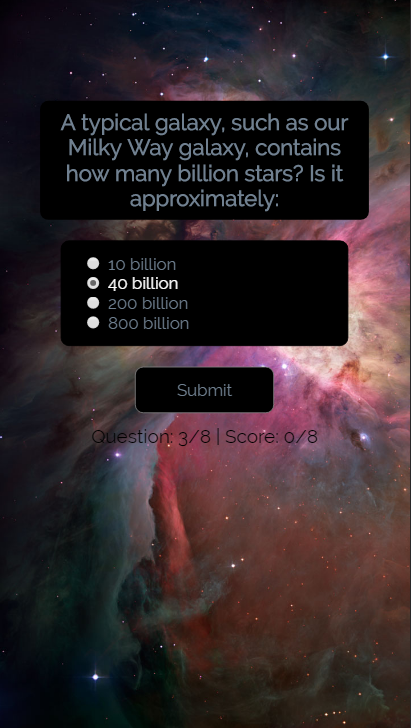 A typical galaxy, such as our
Milky Way galaxy, contains
how many billion stars? Is it
approximately:
10 billion
40 billion
200 billion
800 billion
Submit
Question: 3/8 | Score: 0/8